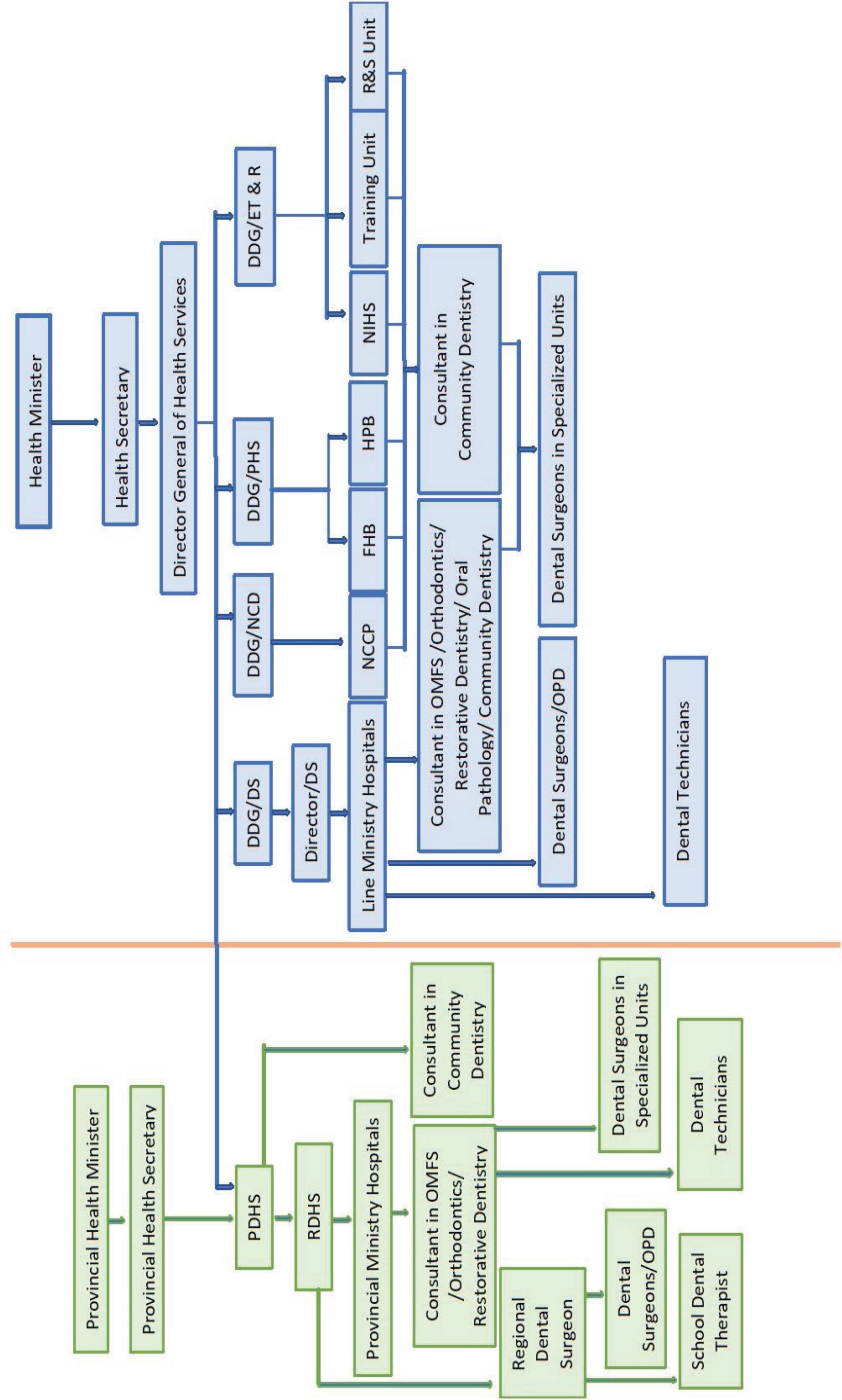 Provincial Health Minister
Provincial Health Secretary
PDHS
RDHS
Provincial Ministry Hospitals
Consultant in OMFS
/Orthodontics/
Restorative Dentistry
Consultant in
Community
Dentistry
Regional
Dental
Surgeon
Dental
Surgeons/OPD
School Dental
Therapist
Dental Surgeons in
Specialized Units
Dental
Technicians
Health Minister
Health Secretary
Director General of Health Services
DDG/DS
DDG/NCD
DDG/PHS
DDG/ET & R
Director/DS
Line Ministry Hospitals
NCCP
FHB
HPB
NIHS
Training Unit
R&S Unit
Consultant in OMFS /Orthodontics/
Restorative Dentistry/ Oral
Pathology/ Community Dentistry
Consultant in
Community Dentistry
Dental Surgeons/OPD
Dental Surgeons in Specialized Units
Dental Technicians